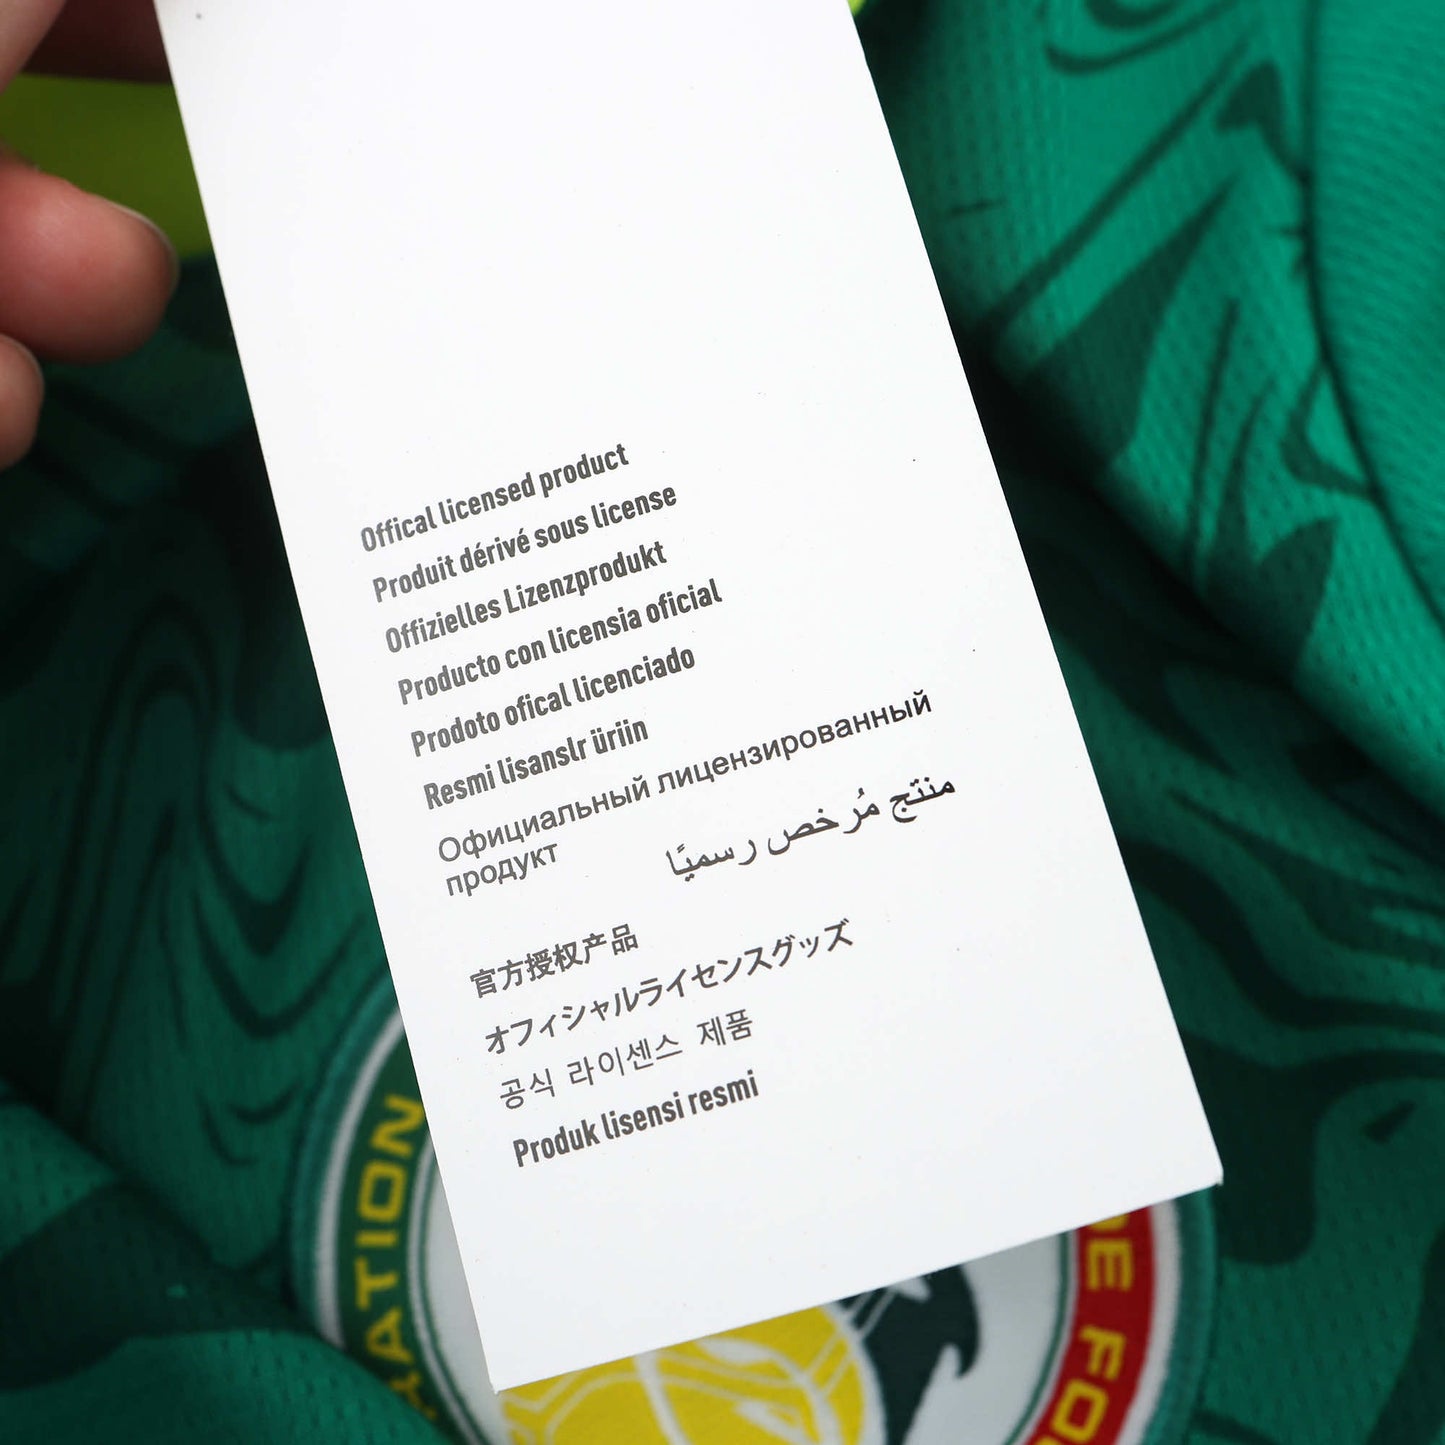 Offical licensed product
Produit dérivé sous license
Offizielles Lizenzprodukt
Producto con licensia oficial
Prodoto ofical licenciado
Resmi lisanslr üriin
Официальный лицензированный
продукт
منتج مُرخص رسميًا
官方授权产品
オフィシャルライセンスグッズ
공식 라이센스 제품
Produk lisensi resmi